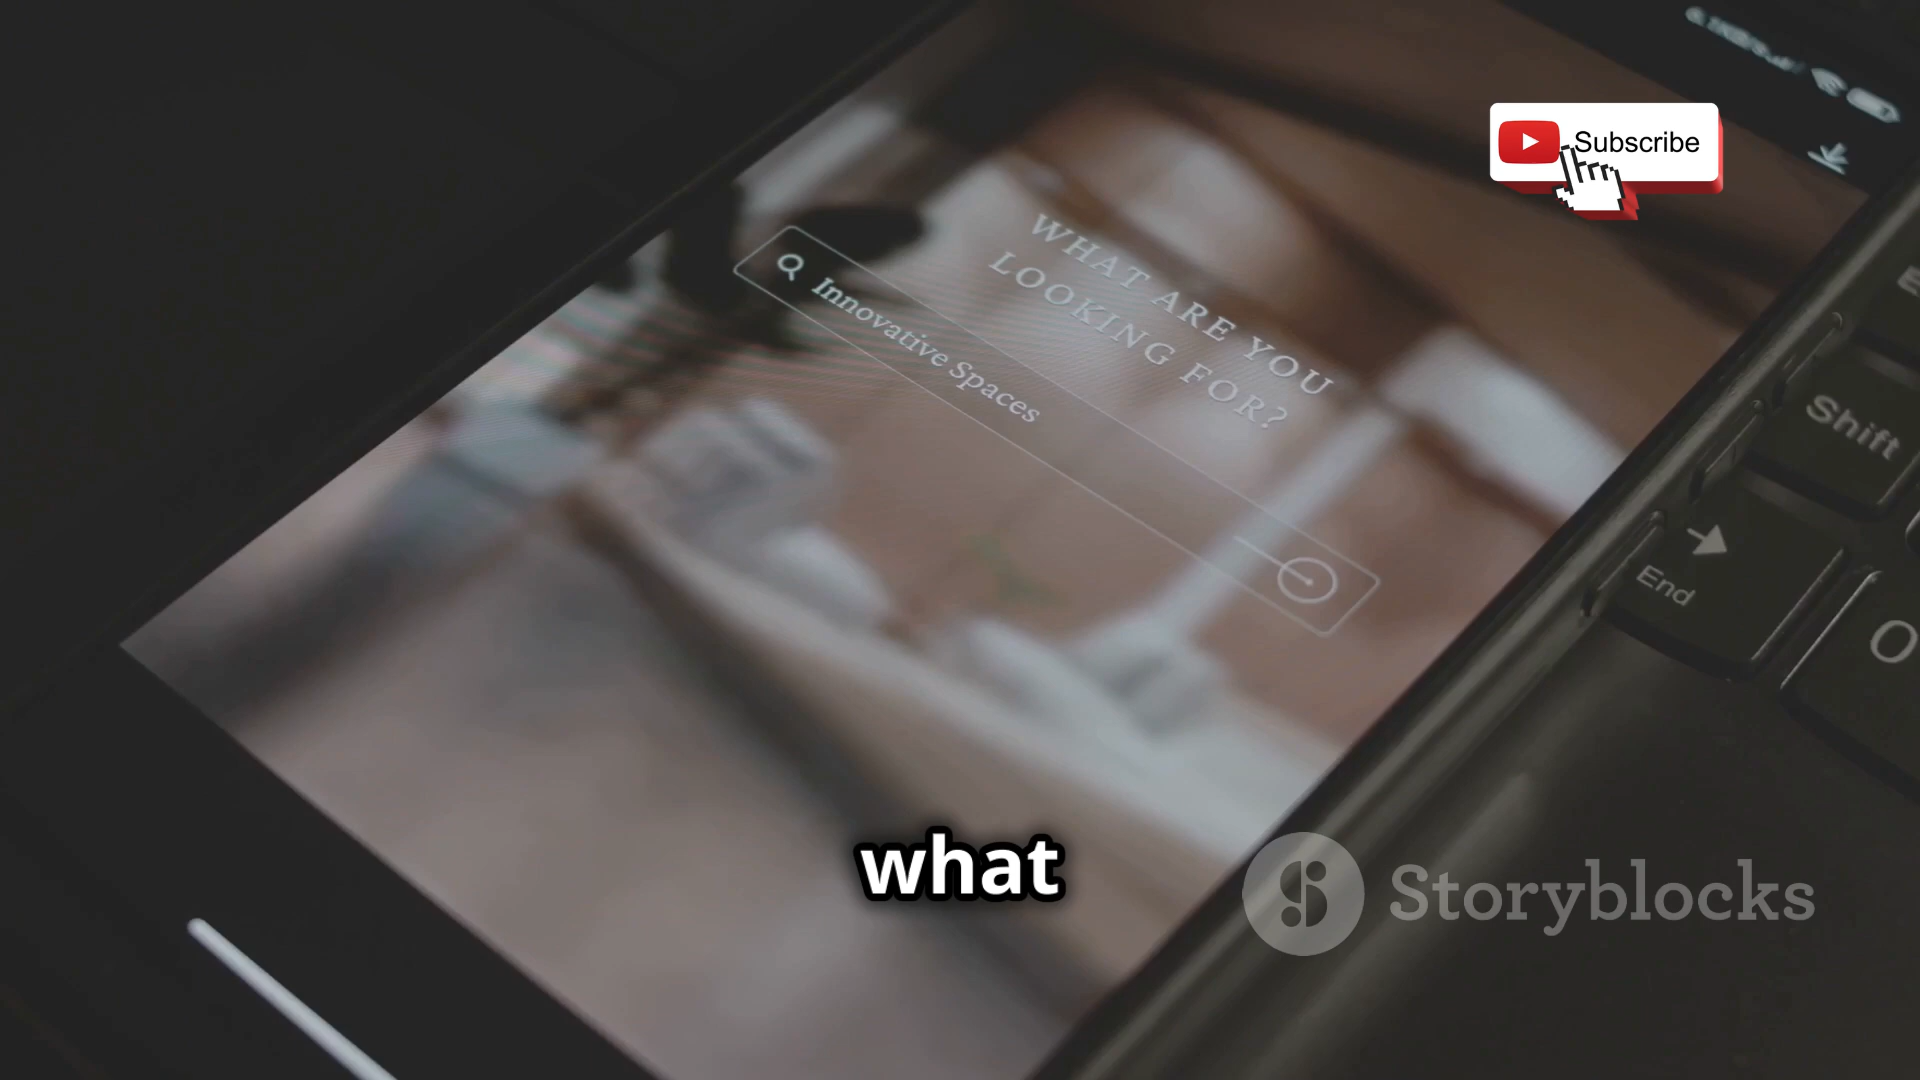 Subscribe
WHAT ARE YOU
LOOKING FOR?
Innovative Spaces
Shift
End
what
Storyblocks